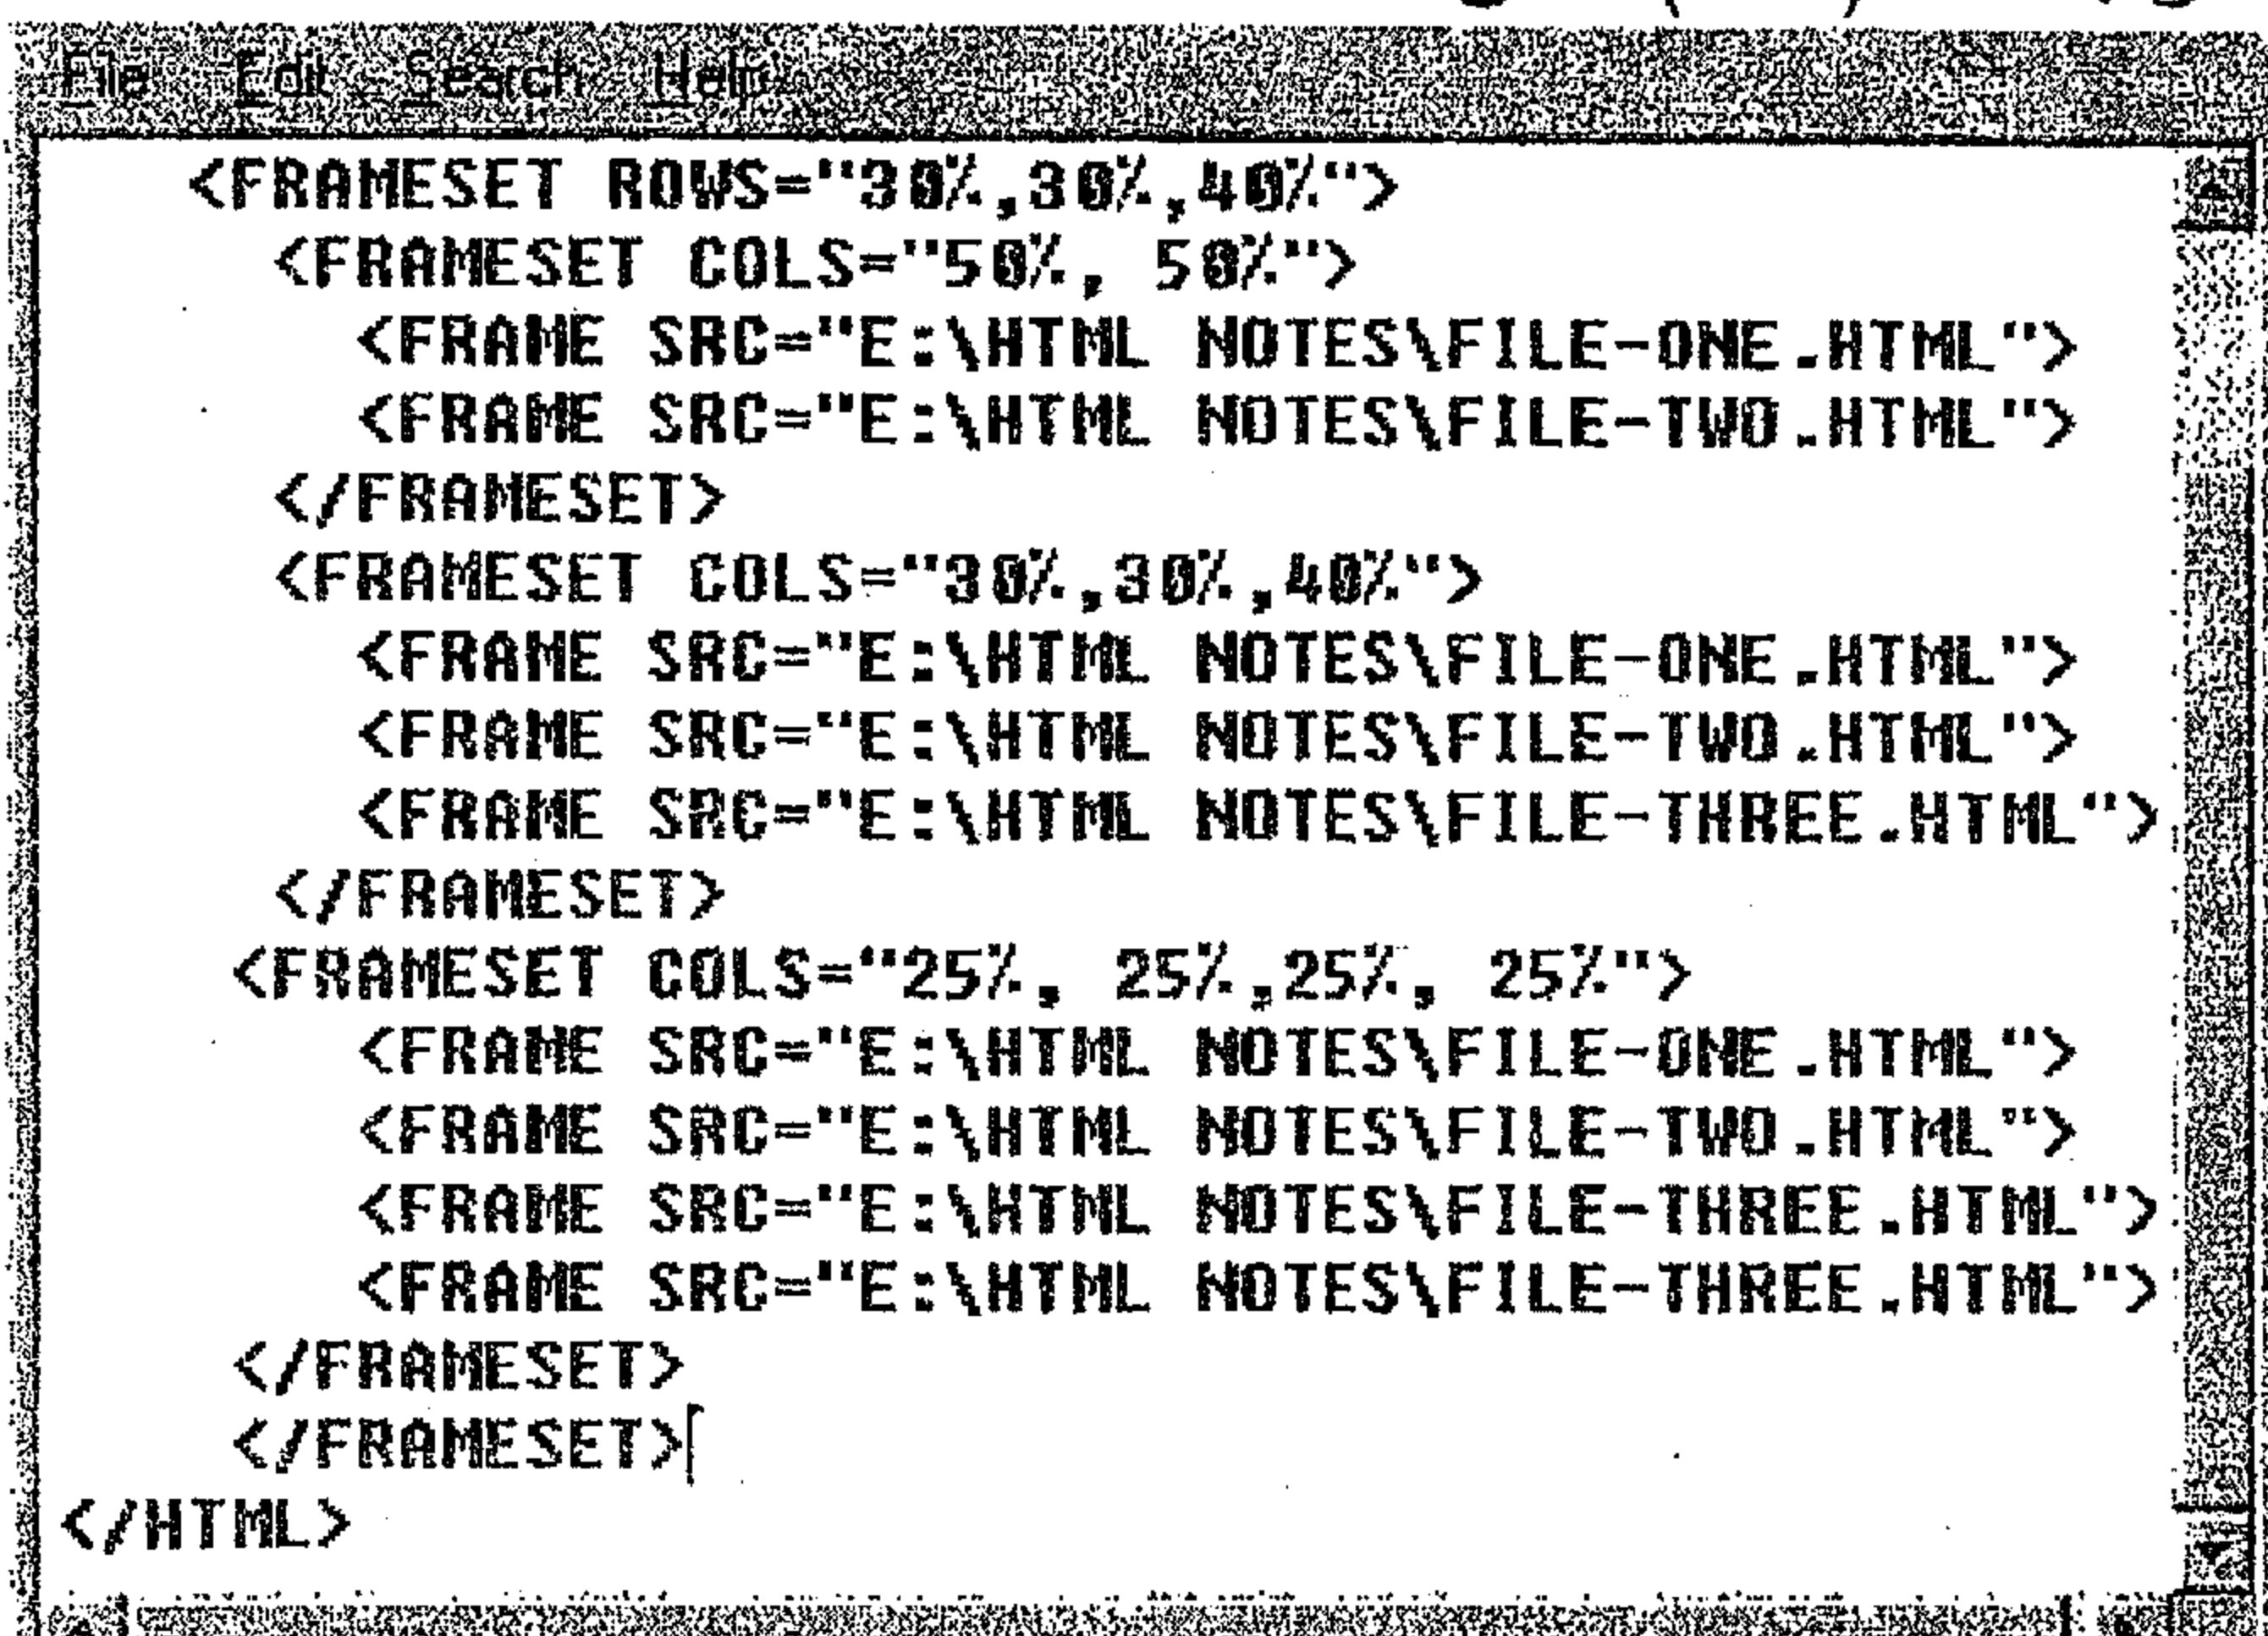 File Edit Search Help
<FRAMESET ROWS="30%,30%,40%">
<FRAMESET COLS="50%, 50%">
<FRAME SRC="E:\HTML NOTES\FILE-ONE.HTML">
<FRAME SRC="E:\HTML NOTES\FILE-TWO.HTML">
</FRAMESET>
<FRAMESET COLS="30%,30%,40%">
<FRAME SRC="E:\HTML NOTES\FILE-ONE.HTML">
<FRAME SRC="E:\HTML NOTES\FILE-TWO.HTML">
<FRAME SRC="E:\HTML NOTES\FILE-THREE.HTML">
</FRAMESET>
<FRAMESET COLS="25%, 25%,25%, 25%">
<FRAME SRC="E:\HTML NOTES\FILE-ONE.HTML">
<FRAME SRC="E:\HTML NOTES\FILE-TWO.HTML">
<FRAME SRC="E:\HTML NOTES\FILE-THREE.HTML">
<FRAME SRC="E:\HTML NOTES\FILE-THREE.HTML">
</FRAMESET>
</FRAMESET>
</HTML>